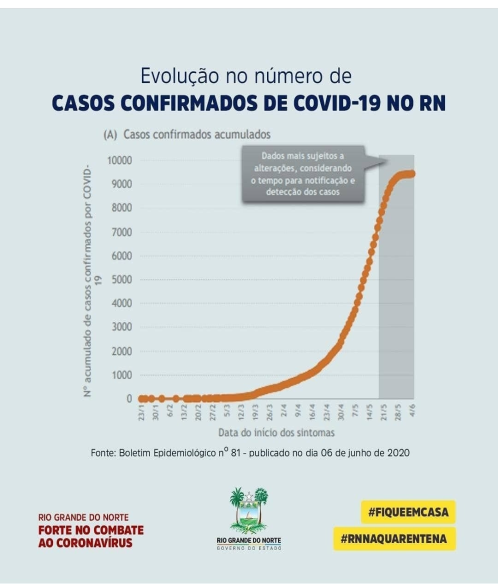 Evolução no número de
CASOS CONFIRMADOS DE COVID-19 NO RN
(A) Casos confirmados acumulados
Dados mais sujeitos a
alterações, considerando
o tempo para notificação e
detecção dos casos
Nº acumulado de casos confirmados por COVID-
19
10000
9000
8000
7000
6000
5000
4000
3000
2000
1000
0
23/1 30/1 6/2 13/2 20/2 27/2 5/3 12/3 19/3 26/3 2/4 9/4 16/4 23/4 30/4 7/5 14/5 21/5 28/5 4/6
Data do início dos sintomas
Fonte: Boletim Epidemiológico nº 81 - publicado no dia 06 de junho de 2020
RIO GRANDE DO NORTE
FORTE NO COMBATE
AO CORONAVÍRUS
RIO GRANDE DO NORTE
GOVERNO DO ESTADO
#FIQUEEMCASA
#RNNAQUARENTENA